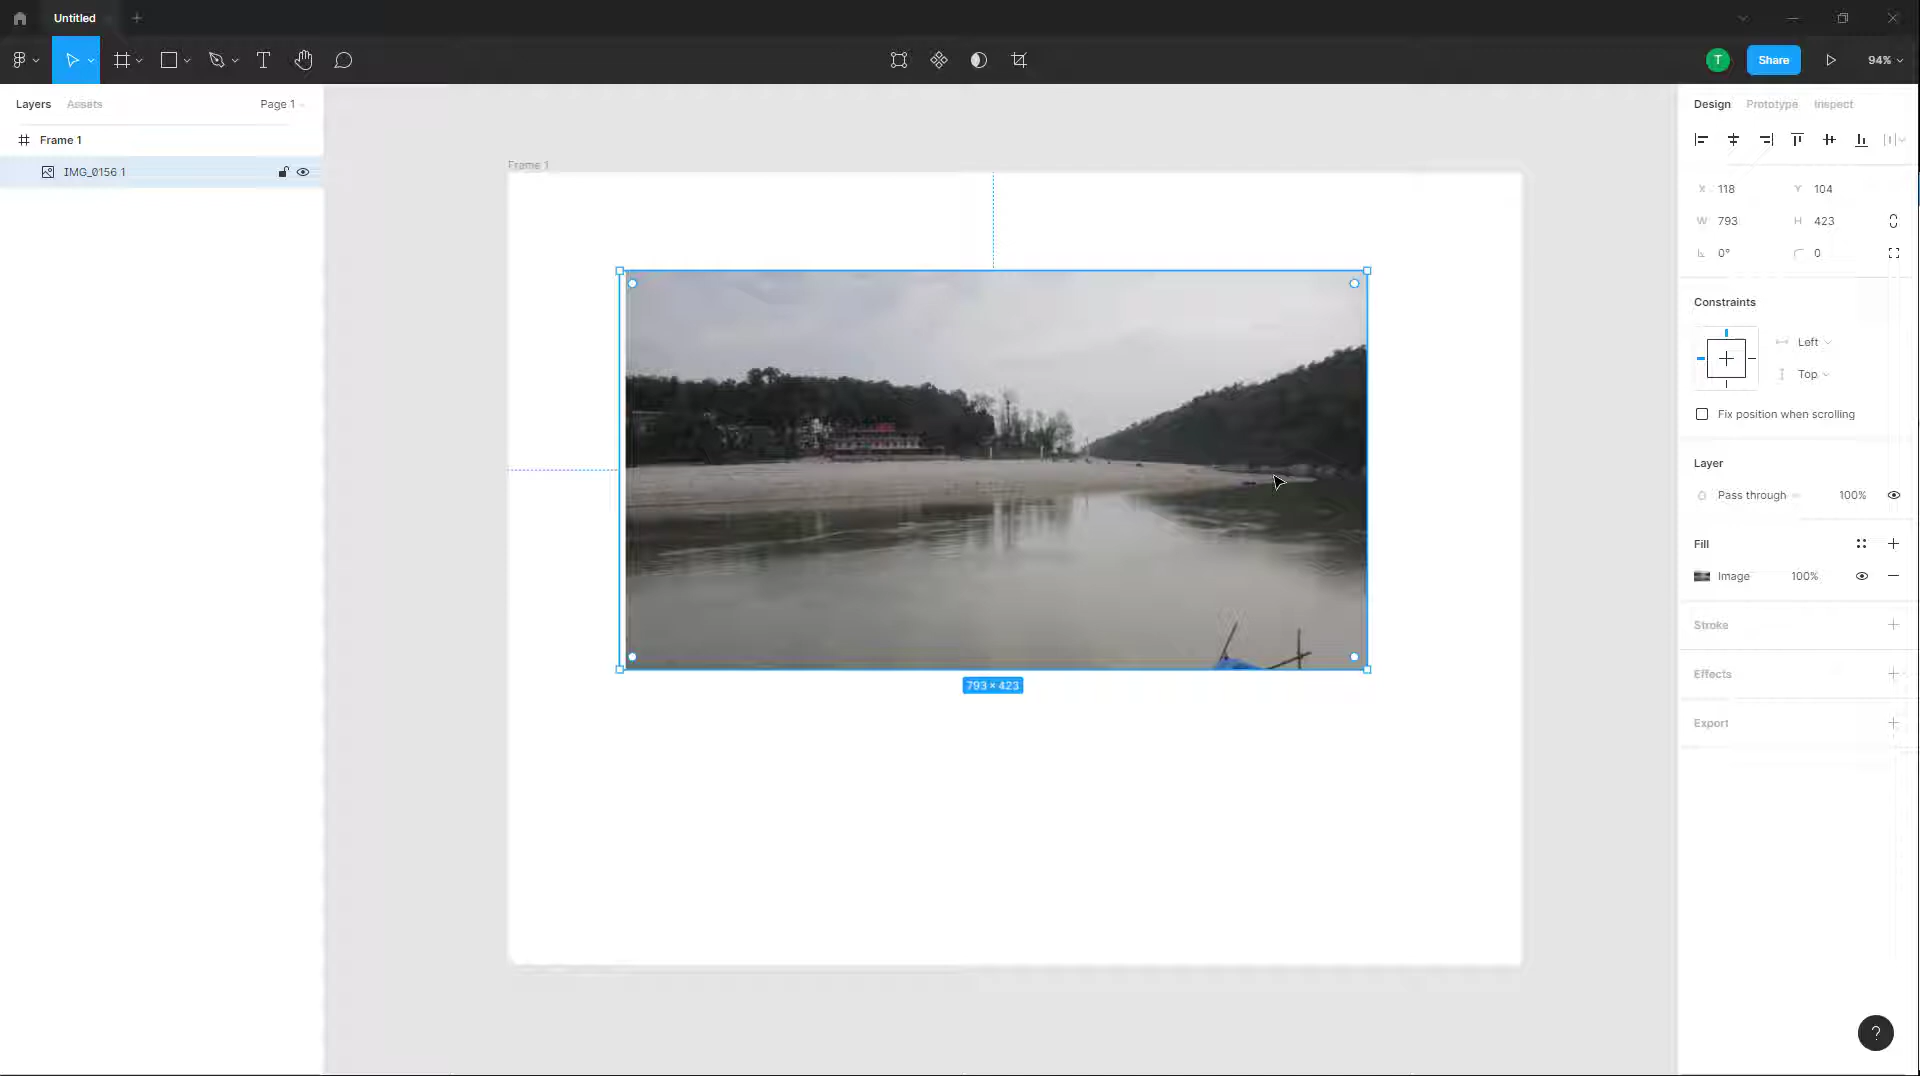 Untitled
T
Share
94%
Layers
Assets
Page 1
Design
Prototype
Inspect
Frame 1
IMG_0156 1
Frame 1
X 118
Y 104
W 793
H 423
0°
0
Constraints
Left
Top
Fix position when scrolling
Layer
Pass through
100%
Fill
Image
100%
Stroke
793 × 423
Effects
Export
?